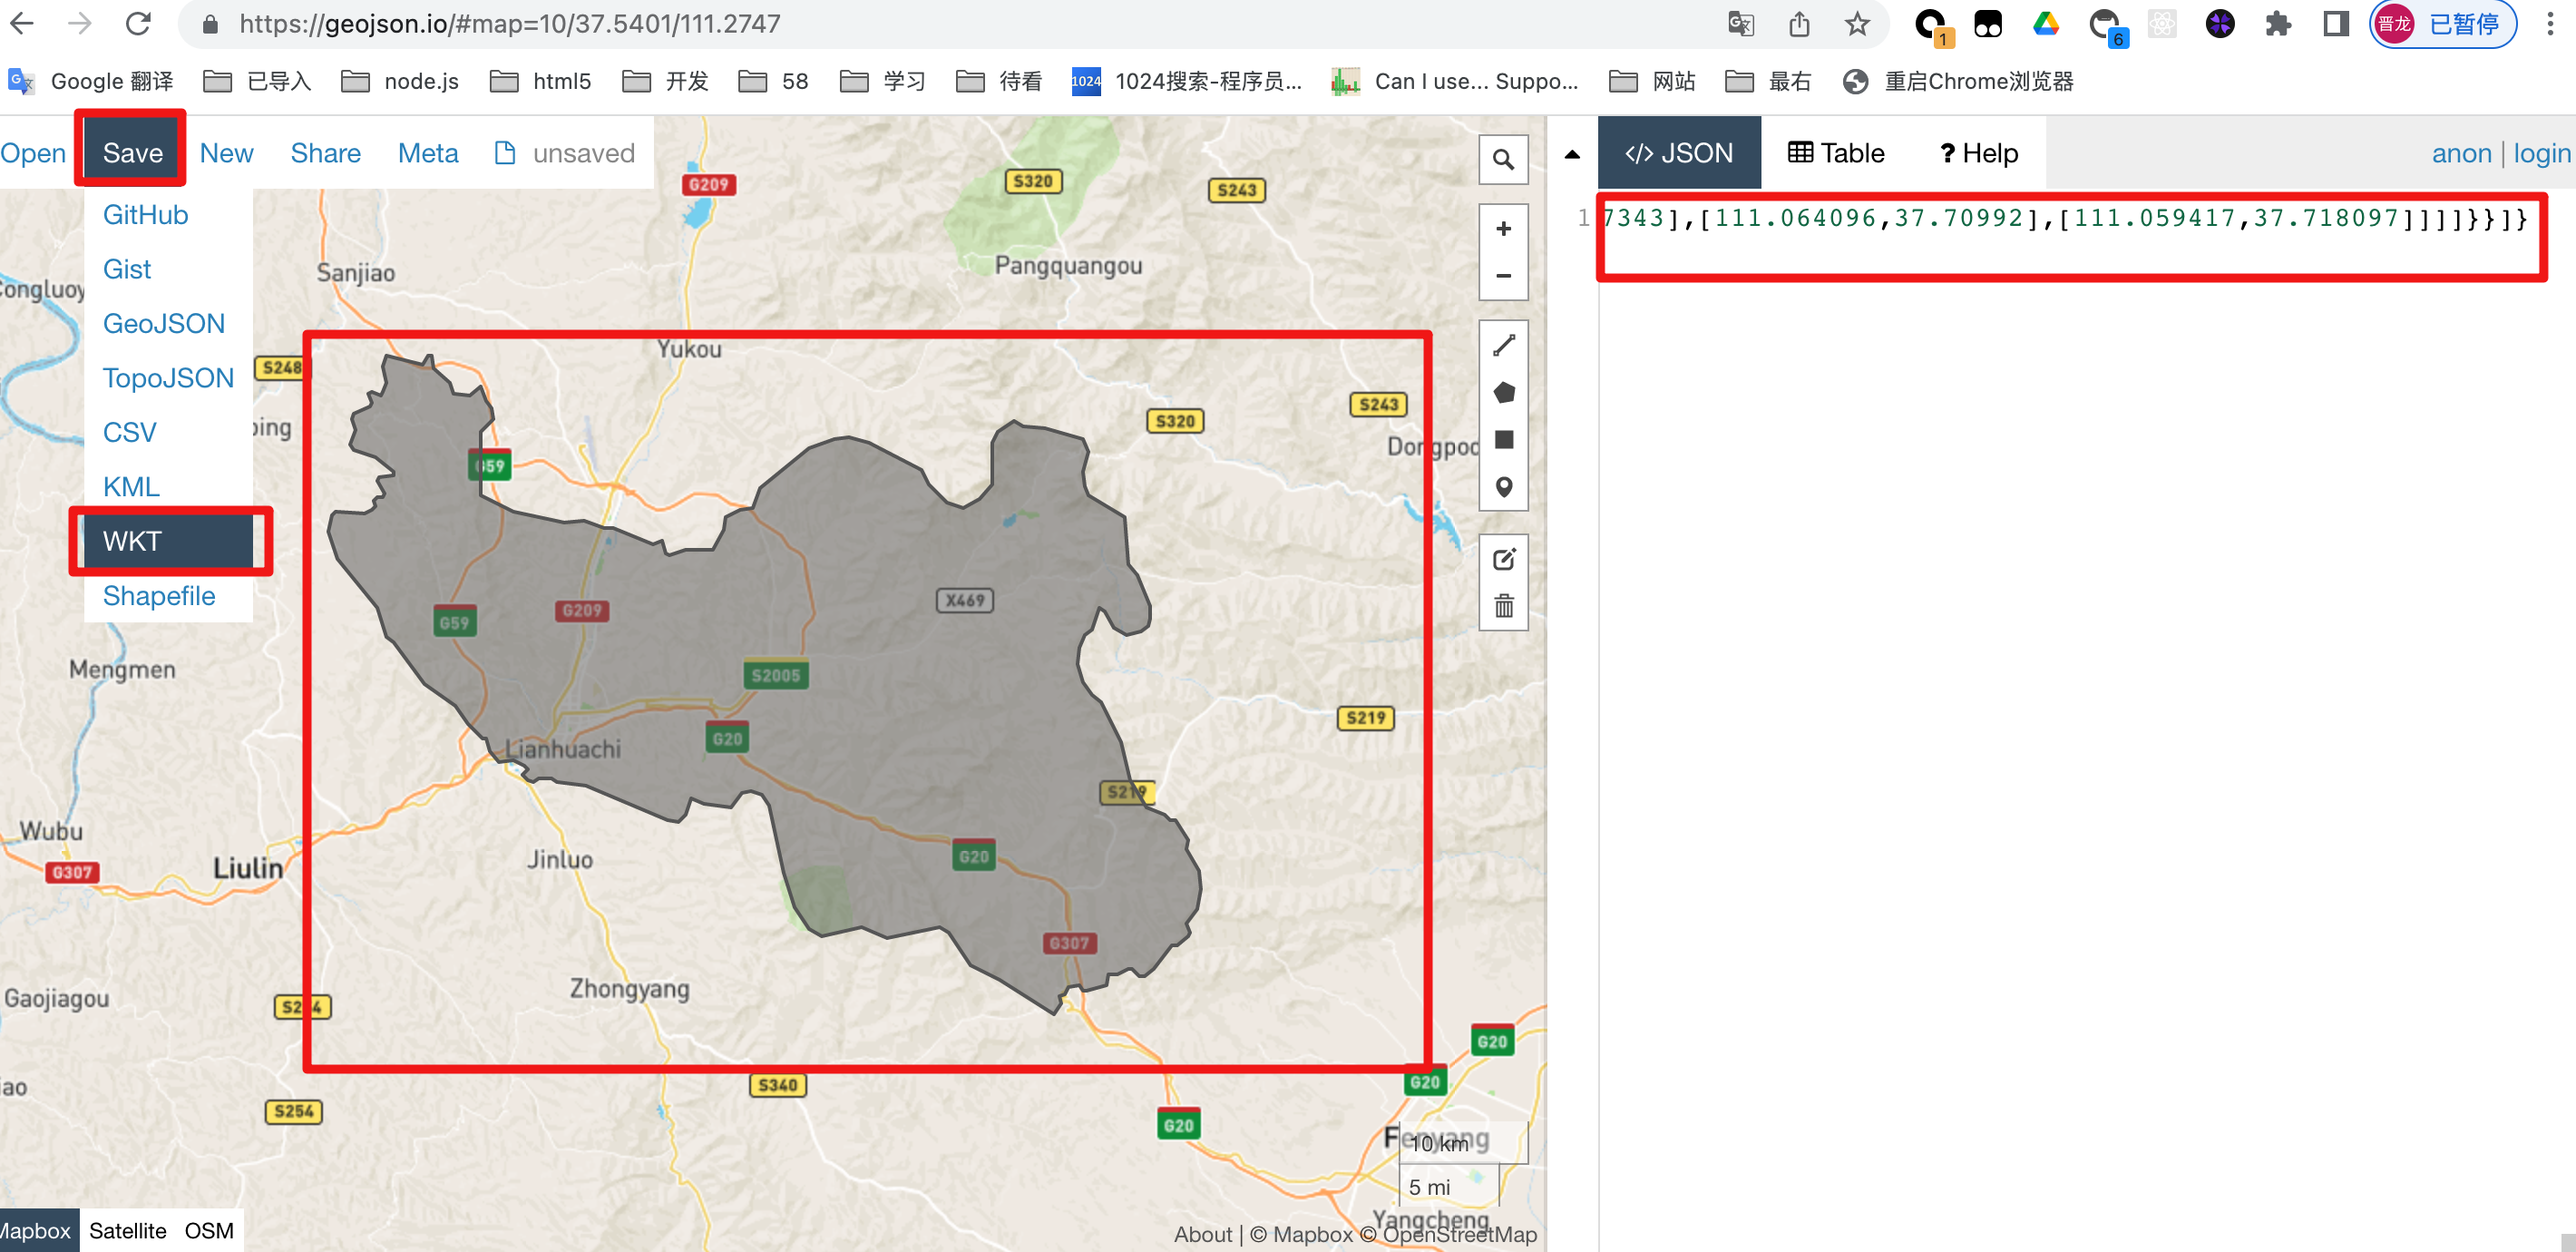 https://geojson.io/#map=10/37.5401/111.2747
1
6
晋龙
已暂停
Google 翻译
已导入
node.js
html5
开发
58
学习
待看
1024
1024搜索-程序员...
Can I use... Suppo...
网站
最右
重启Chrome浏览器
Open
Save
New
Share
Meta
unsaved
</> JSON
Table
? Help
anon | login
GitHub
Gist
GeoJSON
TopoJSON
CSV
KML
WKT
Shapefile
1
7343],[111.064096,37.70992],[111.059417,37.718097]]]]}}]}
G209
S320
S243
Pangquangou
Sanjiao
Congluoy
Yukou
S248
S243
S320
ping
Dongpod
G59
X469
G209
G59
Mengmen
S2005
S219
G20
Lianhuachi
S219
Wubu
Jinluo
G20
Liulin
G307
G307
Zhongyang
Gaojiagou
G20
G20
S340
iao
S254
G20
Fenyang
10 km
5 mi
Yangcheng
Mapbox
Satellite
OSM
About | © Mapbox © OpenStreetMap